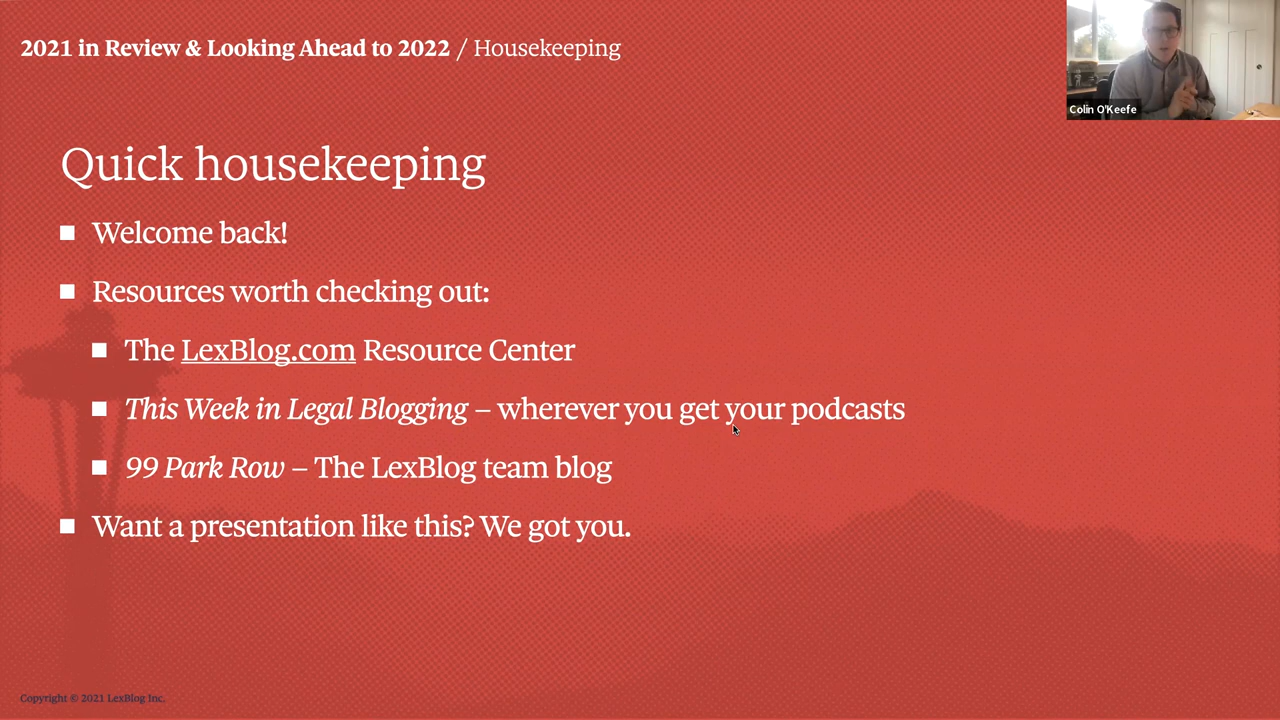 2021 in Review & Looking Ahead to 2022 / Housekeeping
Colin O'Keefe
Quick housekeeping
Welcome back!
Resources worth checking out:
The LexBlog.com Resource Center
This Week in Legal Blogging – wherever you get your podcasts
99 Park Row – The LexBlog team blog
Want a presentation like this? We got you.
Copyright © 2021 LexBlog Inc.